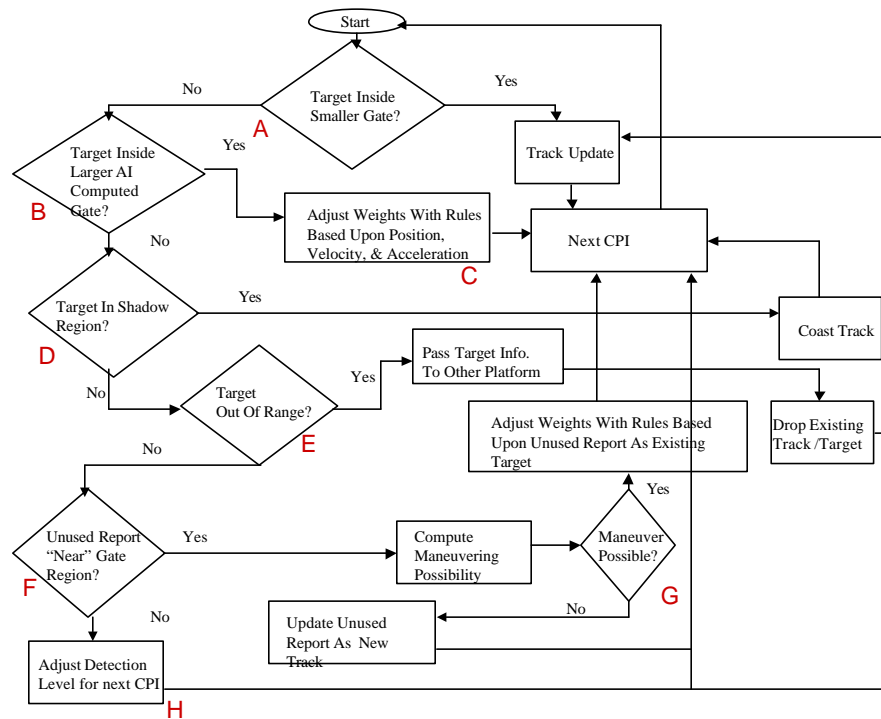 Start
No
Yes
Target Inside
Smaller Gate?
A
Target Inside
Larger AI
Computed
Gate?
B
Yes
Track Update
Adjust Weights With Rules
Based Upon Position,
Velocity, & Acceleration
C
Next CPI
No
Target In Shadow
Region?
D
Yes
Coast Track
No
Target
Out Of Range?
E
Yes
Pass Target Info.
To Other Platform
Drop Existing
Track /Target
Adjust Weights With Rules Based
Upon Unused Report As Existing
Target
No
Unused Report
“Near” Gate
Region?
F
Yes
Compute
Maneuvering
Possibility
Yes
Maneuver
Possible?
G
No
Update Unused
Report As New
Track
No
Adjust Detection
Level for next CPI
H